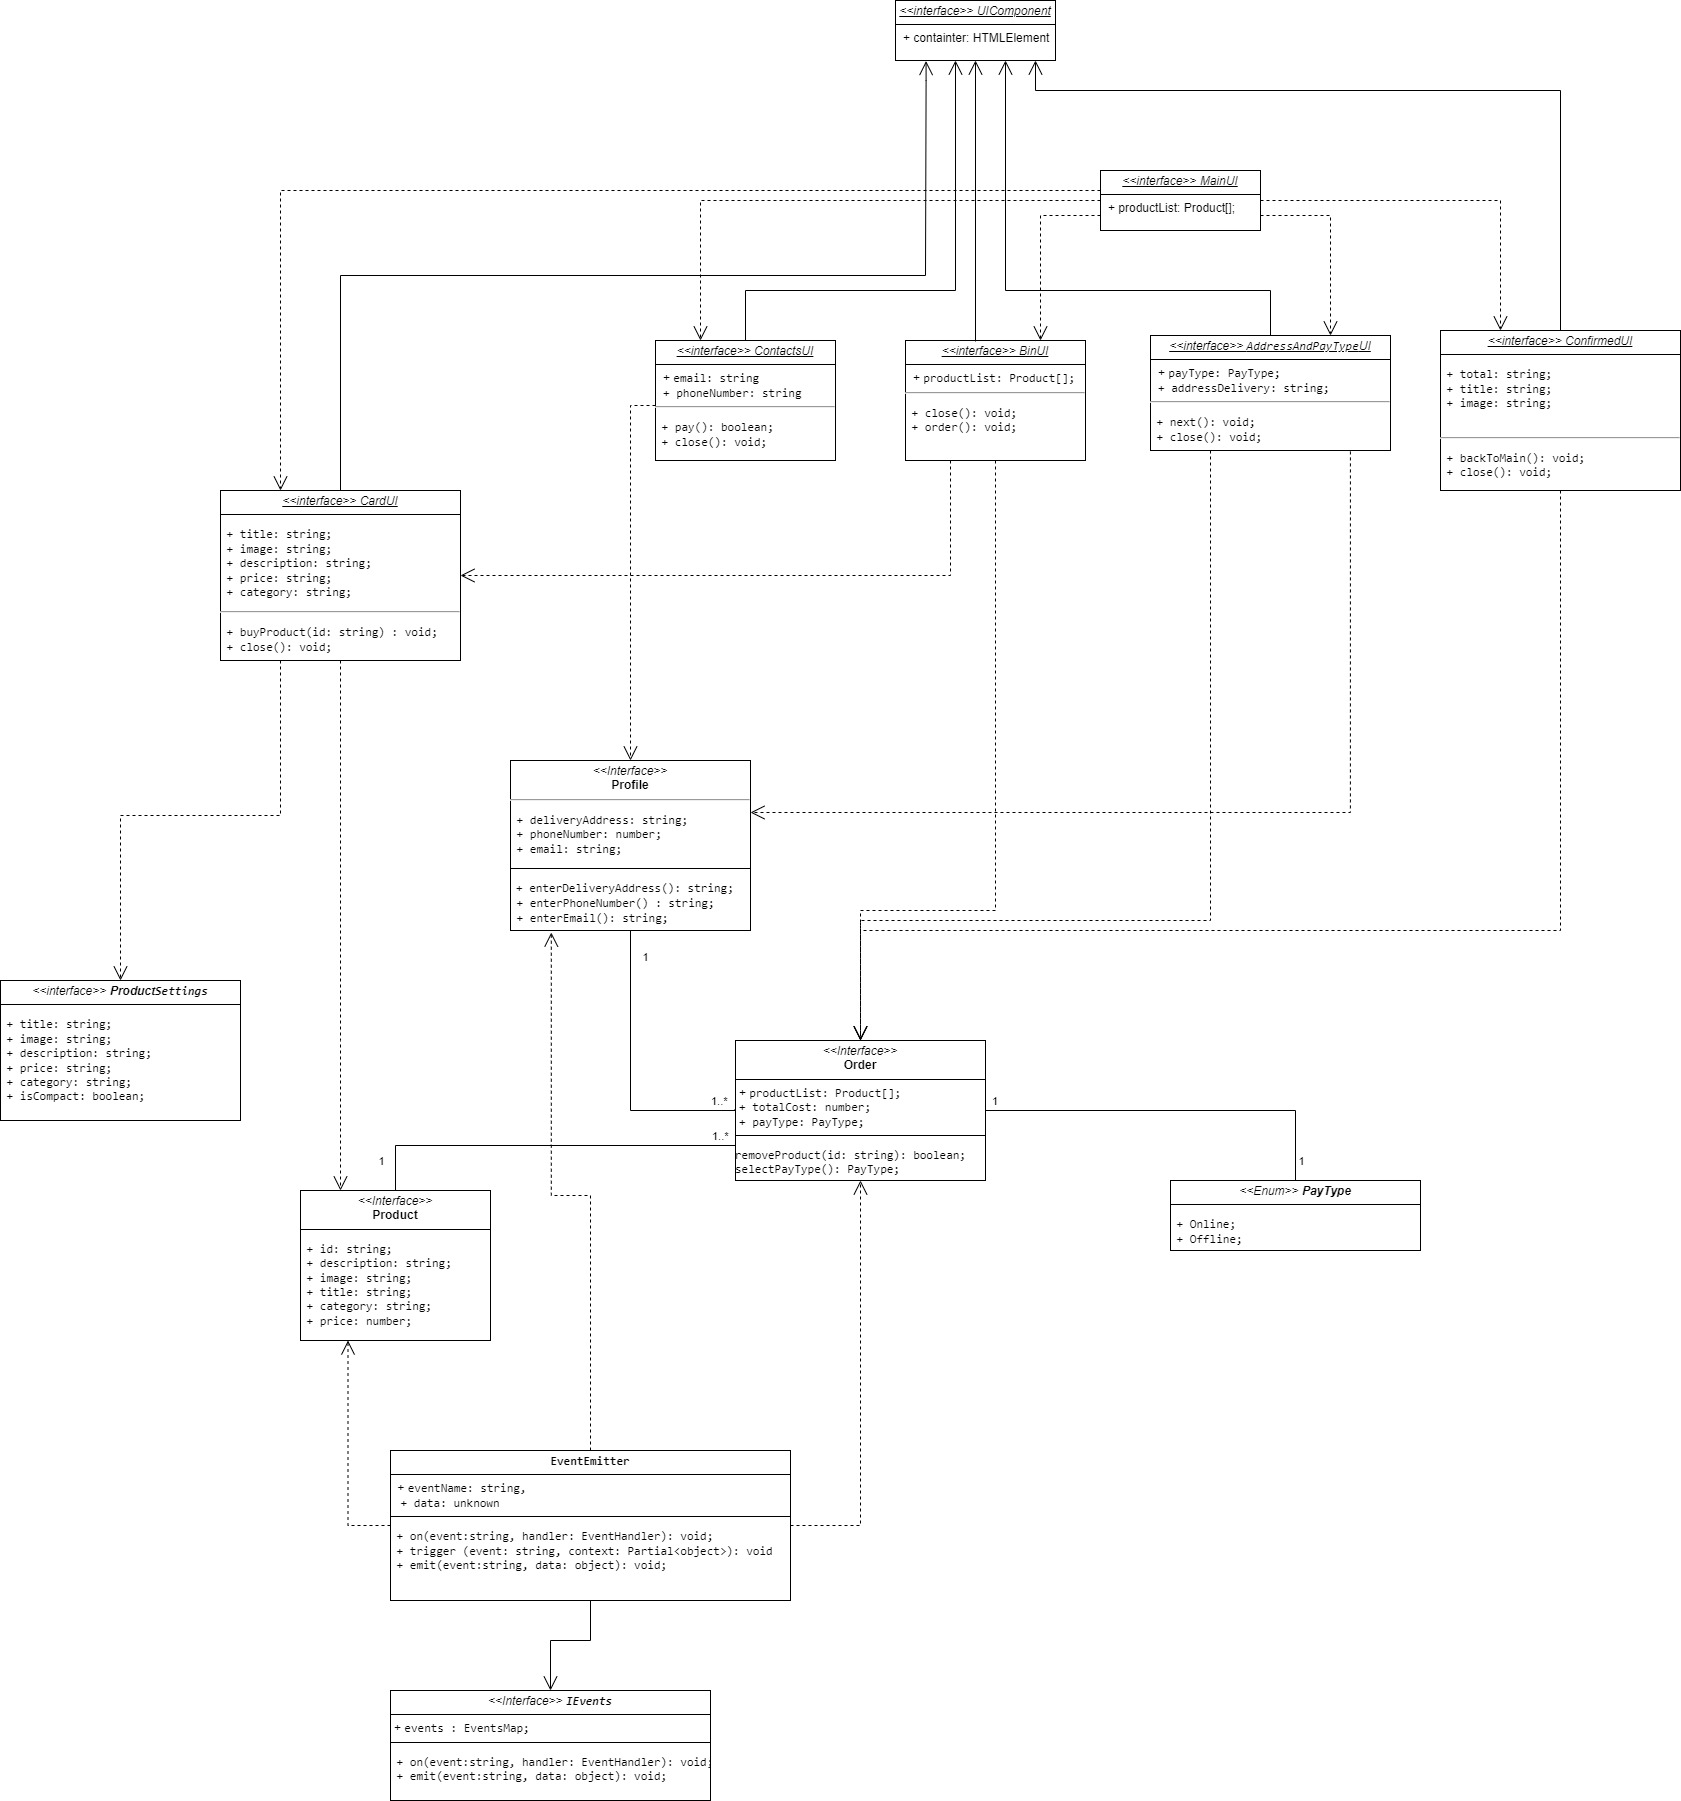 <<interface>> UIComponent
+ containter: HTMLElement
<<interface>> MainUI
+ productList: Product[];
<<interface>> ContactsUI
+ email: string
+ phoneNumber: string
+ pay(): boolean;
+ close(): void;
<<interface>> BinUI
+ productList: Product[];
+ close(): void;
+ order(): void;
<<interface>> AddressAndPayTypeUI
+ payType: PayType;
+ addressDelivery: string;
+ next(): void;
+ close(): void;
<<interface>> ConfirmedUI
+ total: string;
+ title: string;
+ image: string;
+ backToMain(): void;
+ close(): void;
<<interface>> CardUI
+ title: string;
+ image: string;
+ description: string;
+ price: string;
+ category: string;
+ buyProduct(id: string) : void;
+ close(): void;
<<Interface>>
Profile
+ deliveryAddress: string;
+ phoneNumber: number;
+ email: string;
+ enterDeliveryAddress(): string;
+ enterPhoneNumber() : string;
+ enterEmail(): string;
1
<<interface>> ProductSettings
+ title: string;
+ image: string;
+ description: string;
+ price: string;
+ category: string;
+ isCompact: boolean;
<<Interface>>
Order
+ productList: Product[];
+ totalCost: number;
+ payType: PayType;
removeProduct(id: string): boolean;
selectPayType(): PayType;
1..*
1
1..*
1
1
<<Enum>> PayType
+ Online;
+ Offline;
<<Interface>>
Product
+ id: string;
+ description: string;
+ image: string;
+ title: string;
+ category: string;
+ price: number;
EventEmitter
+ eventName: string,
+ data: unknown
+ on(event:string, handler: EventHandler): void;
+ trigger (event: string, context: Partial<object>): void
+ emit(event:string, data: object): void;
<<Interface>> IEvents
+ events : EventsMap;
+ on(event:string, handler: EventHandler): void;
+ emit(event:string, data: object): void;